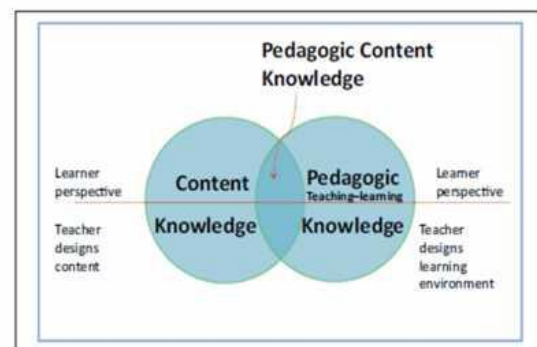 Pedagogic Content
Knowledge
Learner
perspective
Content
Knowledge
Pedagogic
Teaching–learning
Knowledge
Learner
perspective
Teacher
designs
content
Teacher
designs
learning
environment